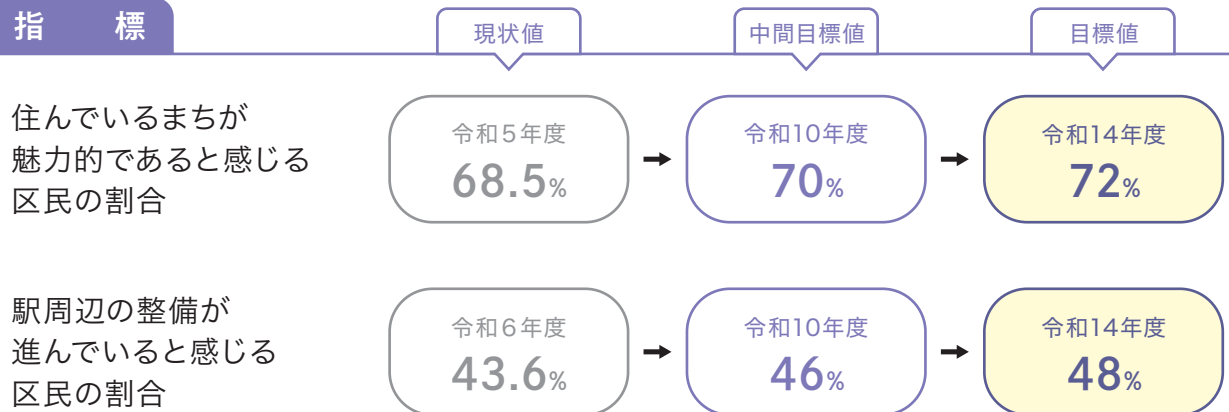 指　標
現状値
中間目標値
目標値
住んでいるまちが
魅力的であると感じる
区民の割合
令和5年度
68.5%
令和10年度
70%
令和14年度
72%
駅周辺の整備が
進んでいると感じる
区民の割合
令和6年度
43.6%
令和10年度
46%
令和14年度
48%